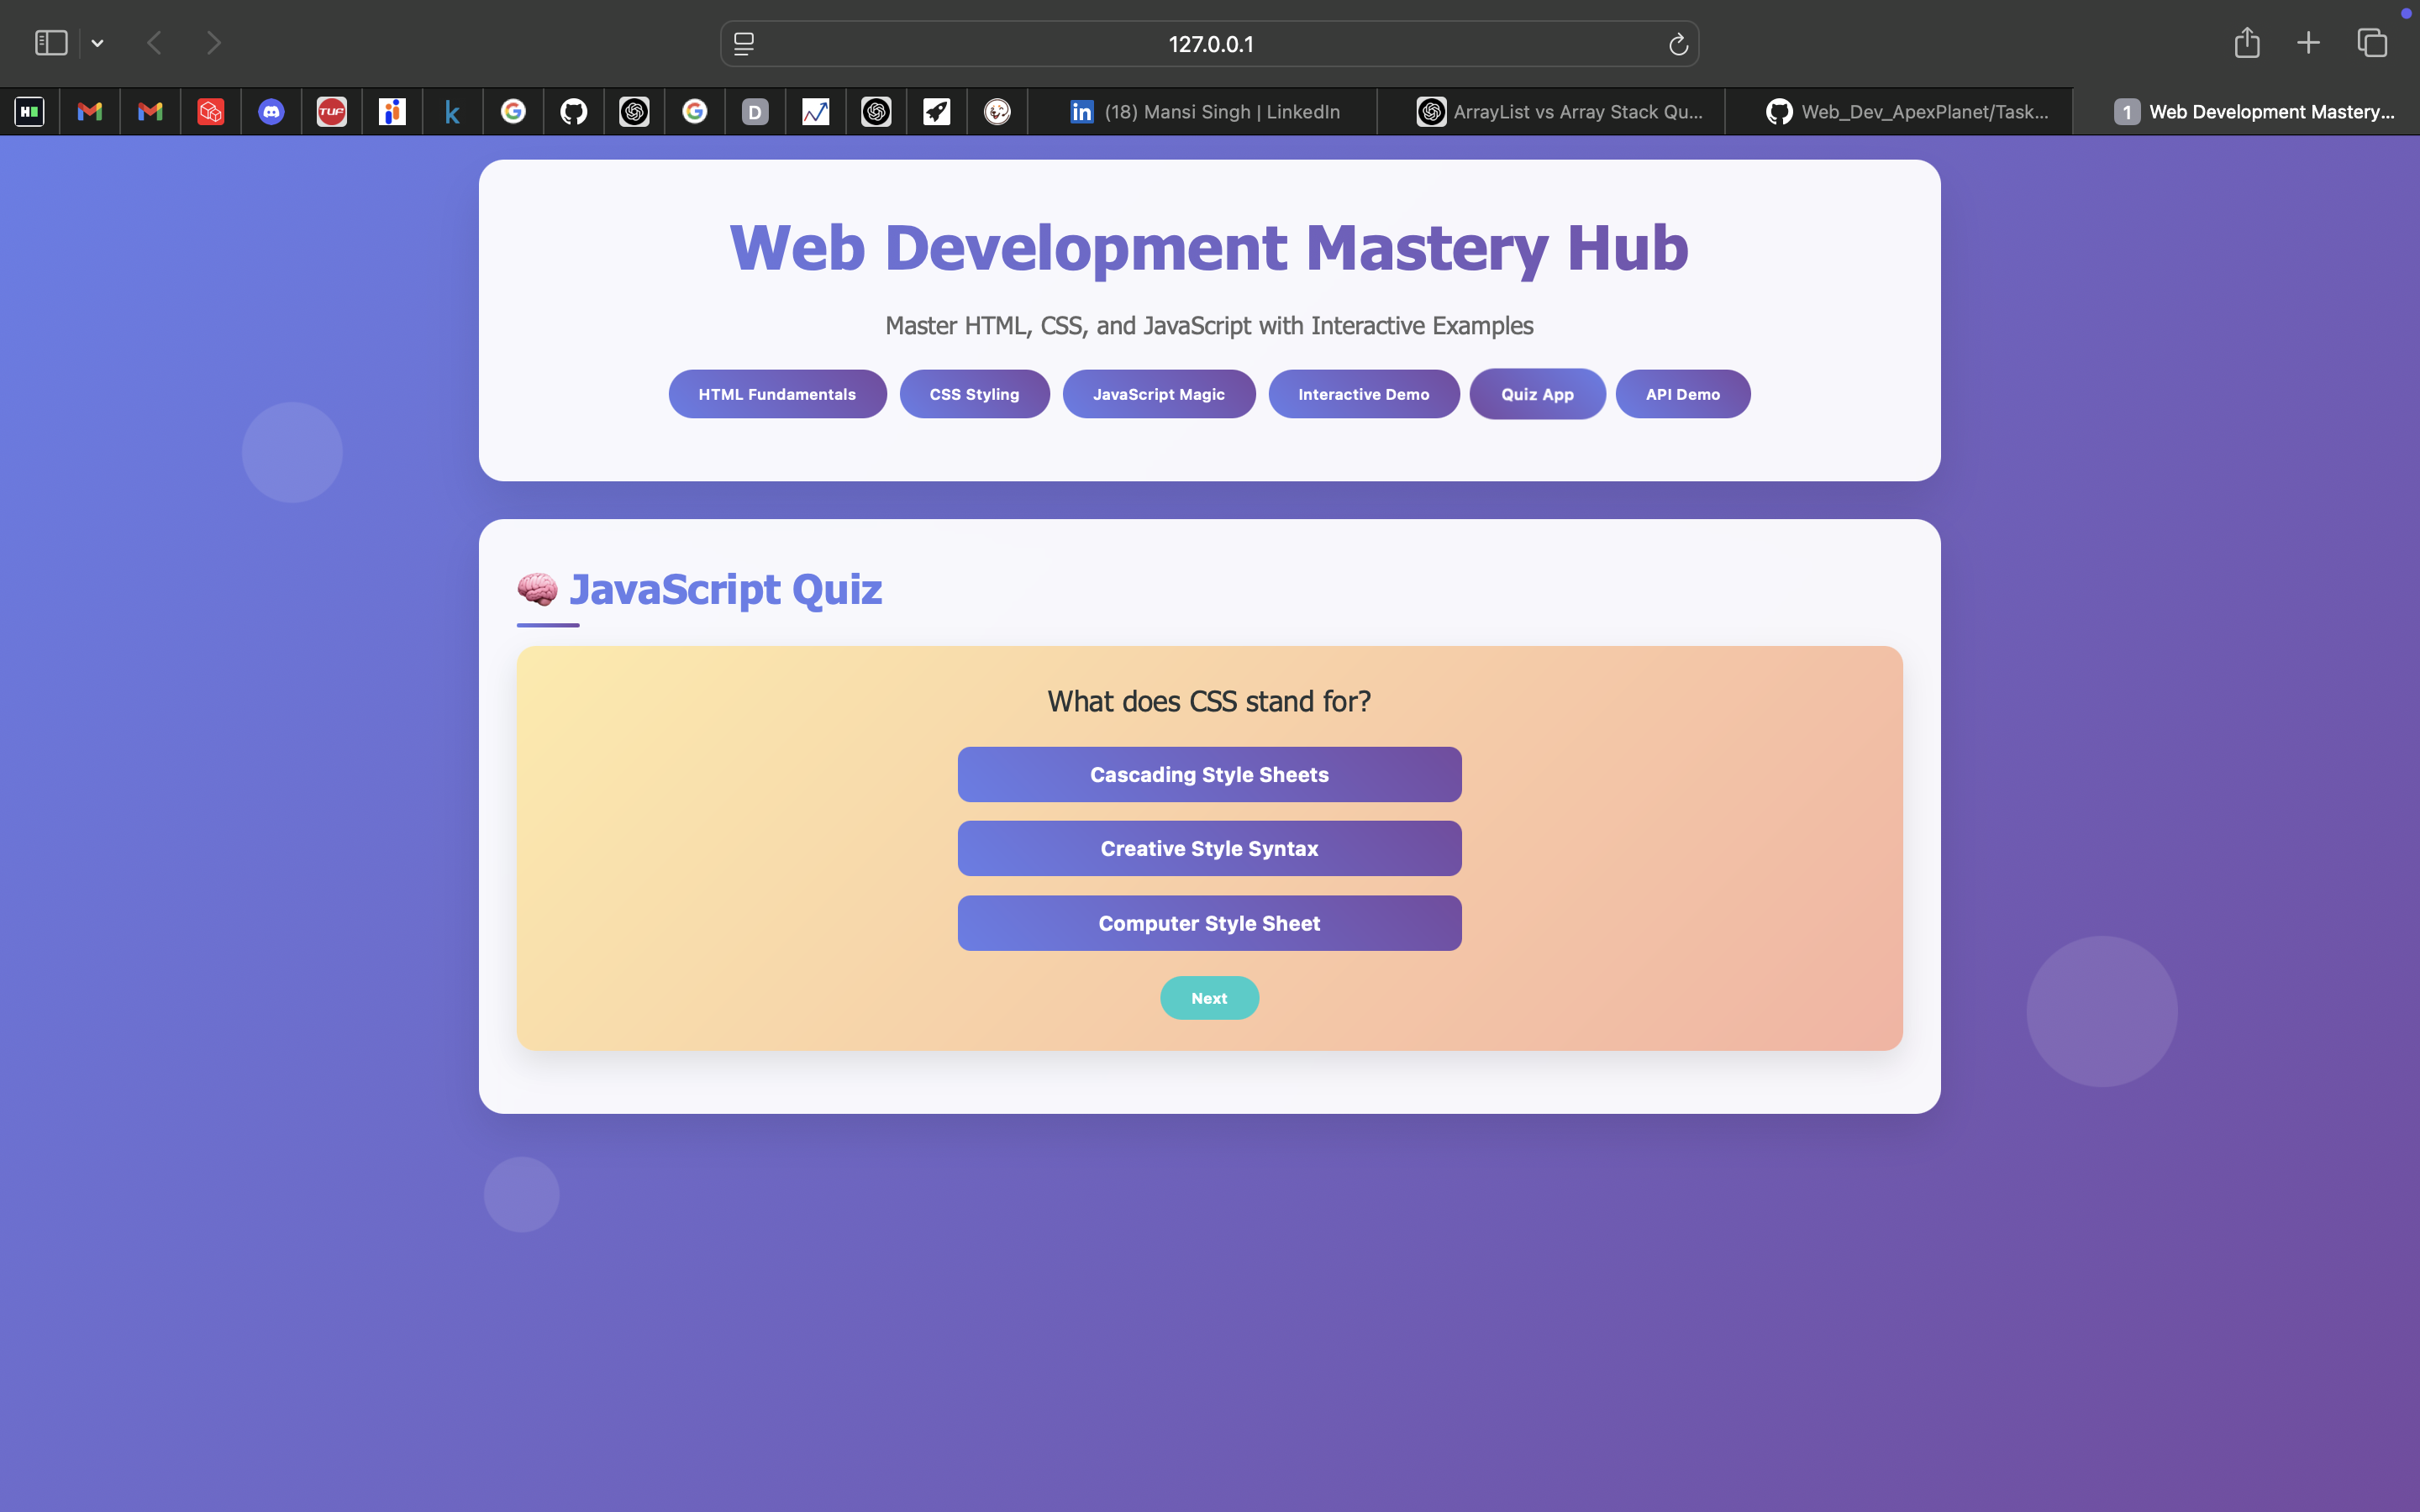 127.0.0.1
H
TUF
k
D
in (18) Mansi Singh | LinkedIn
ArrayList vs Array Stack Qu...
Web_Dev_ApexPlanet/Task...
1 Web Development Mastery...
Web Development Mastery Hub
Master HTML, CSS, and JavaScript with Interactive Examples
HTML Fundamentals CSS Styling JavaScript Magic Interactive Demo Quiz App API Demo
JavaScript Quiz
What does CSS stand for?
Cascading Style Sheets
Creative Style Syntax
Computer Style Sheet
Next